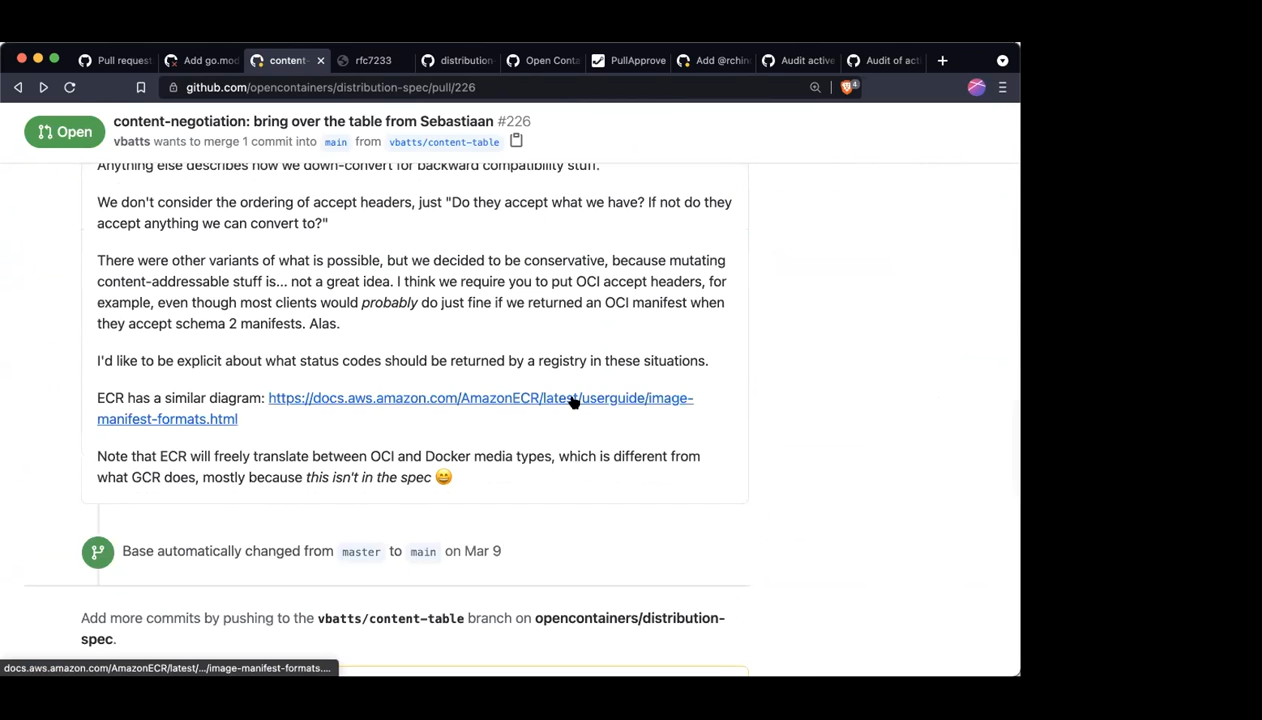 Pull request
Add go.mod
content-
rfc7233
distribution-
Open Conta
PullApprove
Add @rchin
Audit active
Audit of act
github.com/opencontainers/distribution-spec/pull/226
4
Open
content-negotiation: bring over the table from Sebastiaan #226
vbatts wants to merge 1 commit into main from vbatts/content-table
Anything else describes how we down-convert for backward compatibility stuff.
We don't consider the ordering of accept headers, just "Do they accept what we have? If not do they
accept anything we can convert to?"
There were other variants of what is possible, but we decided to be conservative, because mutating
content-addressable stuff is... not a great idea. I think we require you to put OCI accept headers, for
example, even though most clients would probably do just fine if we returned an OCI manifest when
they accept schema 2 manifests. Alas.
I'd like to be explicit about what status codes should be returned by a registry in these situations.
ECR has a similar diagram: https://docs.aws.amazon.com/AmazonECR/latest/userguide/image-
manifest-formats.html
Note that ECR will freely translate between OCI and Docker media types, which is different from
what GCR does, mostly because this isn't in the spec 😄
Base automatically changed from master to main on Mar 9
Add more commits by pushing to the vbatts/content-table branch on opencontainers/distribution-
spec.
docs.aws.amazon.com/AmazonECR/latest/.../image-manifest-formats....